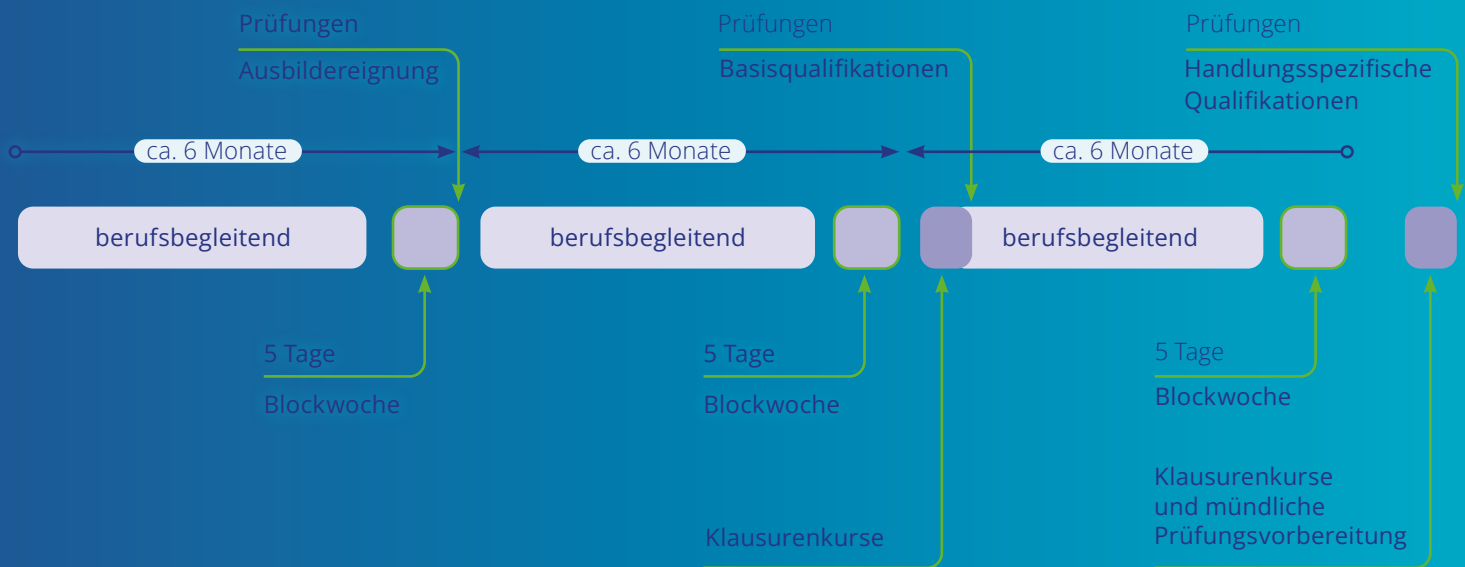 Prüfungen
Ausbildereignung
Prüfungen
Basisqualifikationen
Prüfungen
Handlungsspezifische
Qualifikationen
ca. 6 Monate
ca. 6 Monate
ca. 6 Monate
berufsbegleitend
berufsbegleitend
berufsbegleitend
5 Tage
Blockwoche
5 Tage
Blockwoche
5 Tage
Blockwoche
Klausurenkurse
Klausurenkurse
und mündliche
Prüfungsvorbereitung